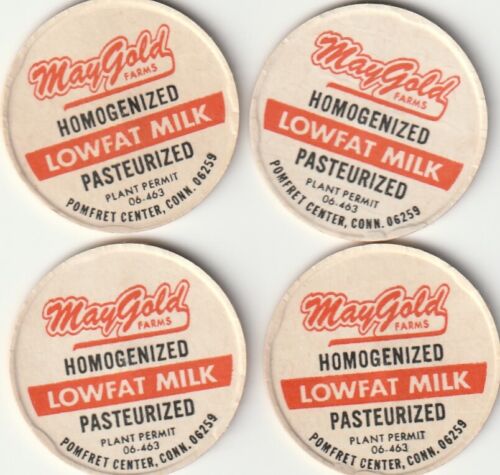 MayGold
FARMS
HOMOGENIZED
LOWFAT MILK
PASTEURIZED
PLANT PERMIT
06-463
POMFRET CENTER, CONN. 06259
MayGold
FARMS
HOMOGENIZED
LOWFAT MILK
PASTEURIZED
PLANT PERMIT
06-463
POMFRET CENTER, CONN. 06259
MayGold
FARMS
HOMOGENIZED
LOWFAT MILK
PASTEURIZED
PLANT PERMIT
06-463
POMFRET CENTER, CONN. 06259
MayGold
FARMS
HOMOGENIZED
LOWFAT MILK
PASTEURIZED
PLANT PERMIT
06-463
POMFRET CENTER, CONN. 06259